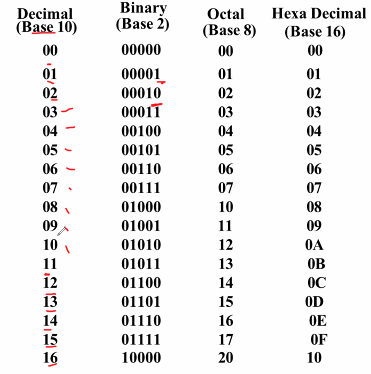 Decimal (Base 10) Binary (Base 2) Octal (Base 8) Hexa Decimal (Base 16)
00 00000 00 00
01 00001 01 01
02 00010 02 02
03 00011 03 03
04 00100 04 04
05 00101 05 05
06 00110 06 06
07 00111 07 07
08 01000 10 08
09 01001 11 09
10 01010 12 0A
11 01011 13 0B
12 01100 14 0C
13 01101 15 0D
14 01110 16 0E
15 01111 17 0F
16 10000 20 10